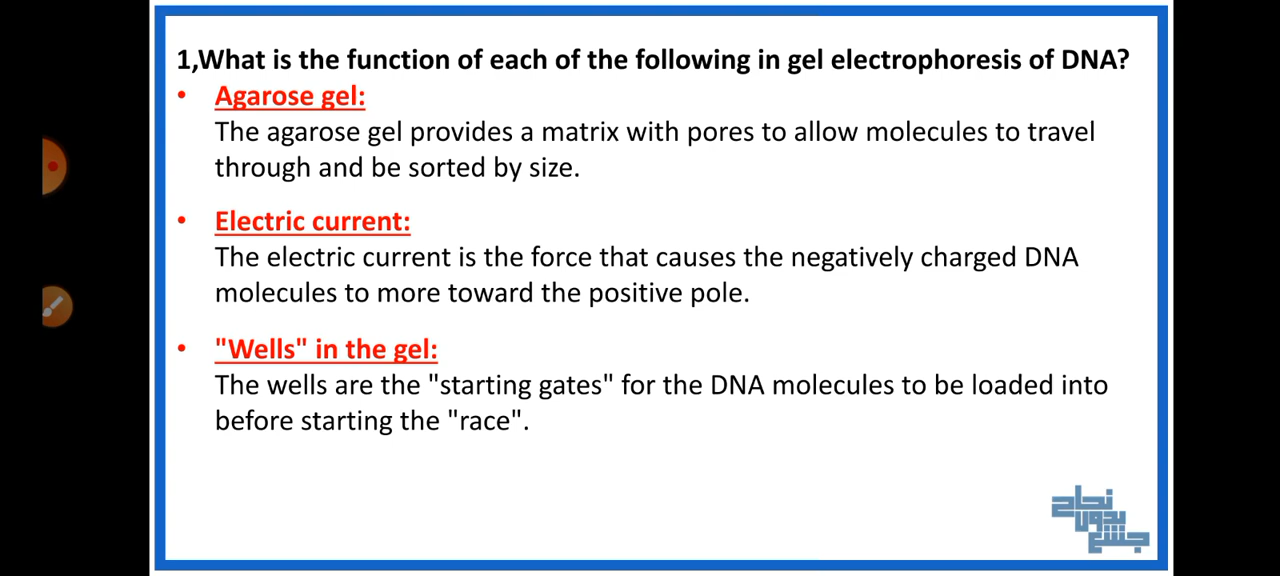 1,What is the function of each of the following in gel electrophoresis of DNA?
• Agarose gel:
The agarose gel provides a matrix with pores to allow molecules to travel
through and be sorted by size.
• Electric current:
The electric current is the force that causes the negatively charged DNA
molecules to more toward the positive pole.
• "Wells" in the gel:
The wells are the "starting gates" for the DNA molecules to be loaded into
before starting the "race".
نجاح
بدون
جشع